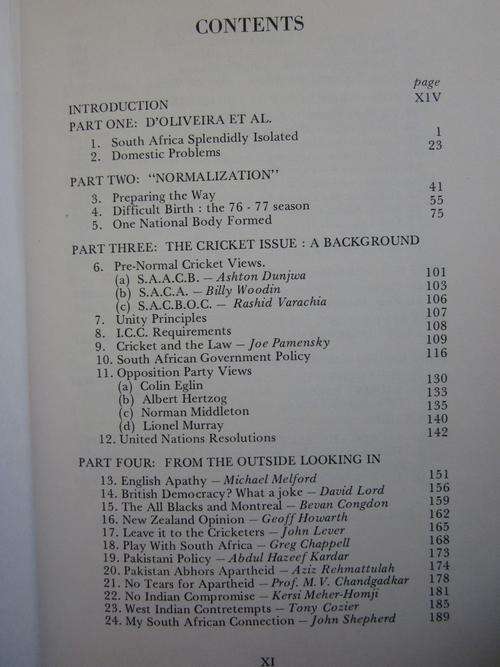 CONTENTS
page
INTRODUCTION XIV
PART ONE: D'OLIVEIRA ET AL.
1. South Africa Splendidly Isolated 1
2. Domestic Problems 23
PART TWO: "NORMALIZATION"
3. Preparing the Way 41
4. Difficult Birth : the 76 - 77 season 55
5. One National Body Formed 75
PART THREE: THE CRICKET ISSUE : A BACKGROUND
6. Pre-Normal Cricket Views.
(a) S.A.A.C.B. — Ashton Dunjwa 101
(b) S.A.C.A. — Billy Woodin 103
(c) S.A.C.B.O.C. — Rashid Varachia 106
7. Unity Principles 107
8. I.C.C. Requirements 108
9. Cricket and the Law — Joe Pamensky 109
10. South African Government Policy 116
11. Opposition Party Views
(a) Colin Eglin 130
(b) Albert Hertzog 133
(c) Norman Middleton 135
(d) Lionel Murray 140
12. United Nations Resolutions 142
PART FOUR: FROM THE OUTSIDE LOOKING IN
13. English Apathy — Michael Melford 151
14. British Democracy? What a joke — David Lord 156
15. The All Blacks and Montreal — Bevan Congdon 159
16. New Zealand Opinion — Geoff Howarth 162
17. Leave it to the Cricketers — John Lever 165
18. Play With South Africa — Greg Chappell 168
19. Pakistani Policy — Abdul Hazeef Kardar 173
20. Pakistan Abhors Apartheid — Aziz Rehmattulah 174
21. No Tears for Apartheid — Prof. M.V. Chandgadkar 178
22. No Indian Compromise — Kersi Meher-Homji 181
23. West Indian Contretemps — Tony Cozier 185
24. My South African Connection — John Shepherd 189
XI